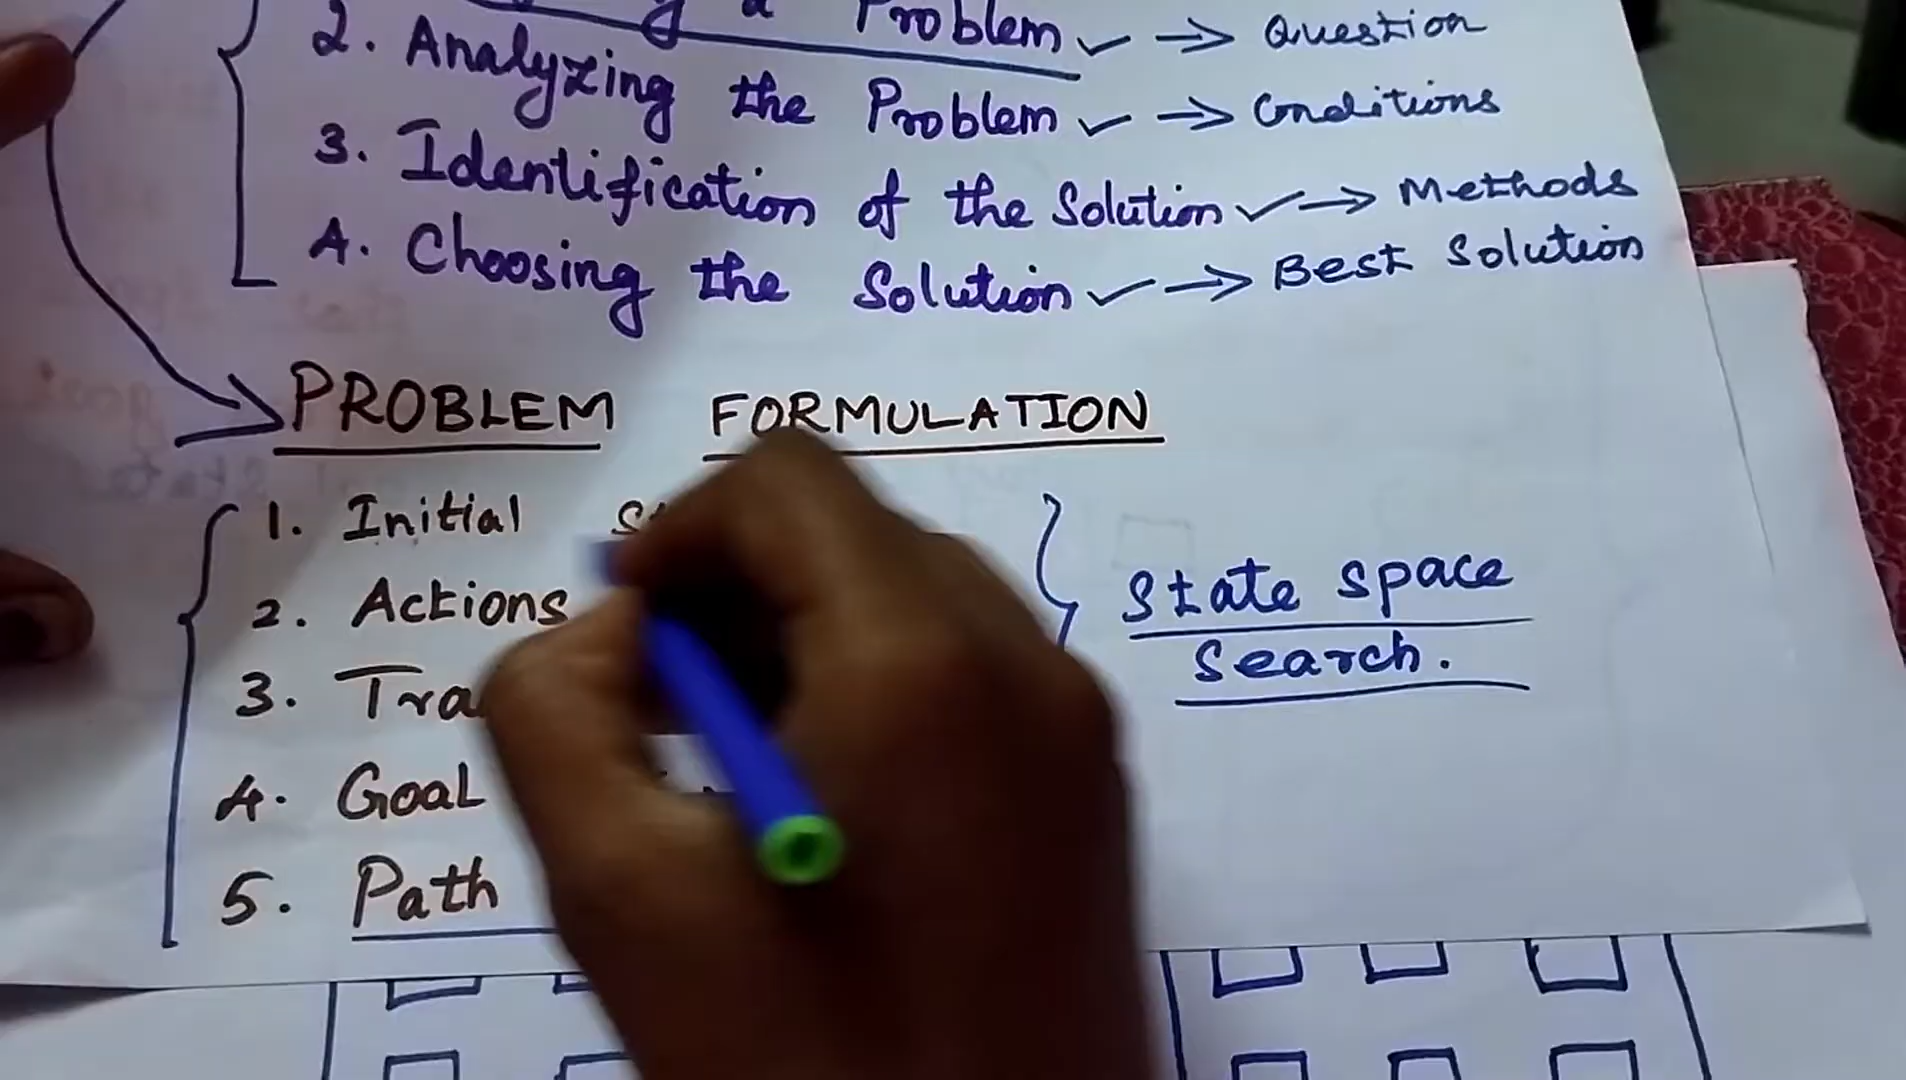 a Problem ✓ → Question
2. Analyzing the Problem ✓ → Conditions
3. Identification of the Solution ✓ → Methods
4. Choosing the Solution ✓ → Best Solution
PROBLEM FORMULATION
1. Initial
2. Actions
3.
4. Goal
5. Path
State Space
Search.